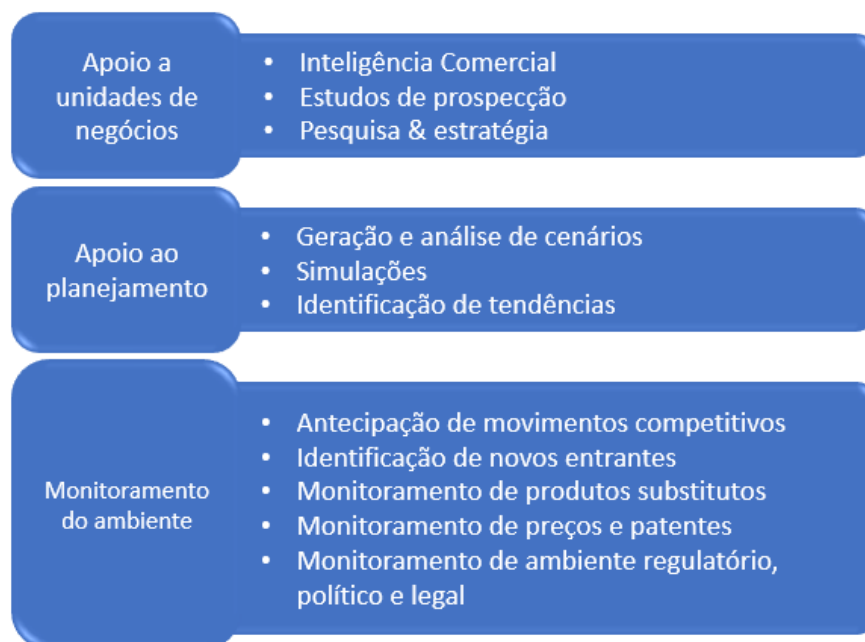 Apoio a
unidades de
negócios
• Inteligência Comercial
• Estudos de prospecção
• Pesquisa & estratégia
Apoio ao
planejamento
• Geração e análise de cenários
• Simulações
• Identificação de tendências
Monitoramento
do ambiente
• Antecipação de movimentos competitivos
• Identificação de novos entrantes
• Monitoramento de produtos substitutos
• Monitoramento de preços e patentes
• Monitoramento de ambiente regulatório,
político e legal